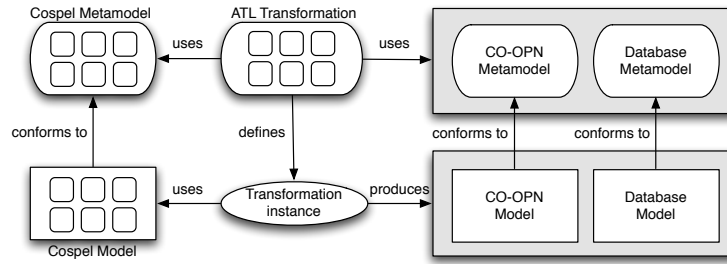 Cospel Metamodel
ATL Transformation
uses
uses
CO-OPN
Metamodel
Database
Metamodel
conforms to
defines
conforms to
conforms to
uses
Transformation
instance
produces
CO-OPN
Model
Database
Model
Cospel Model